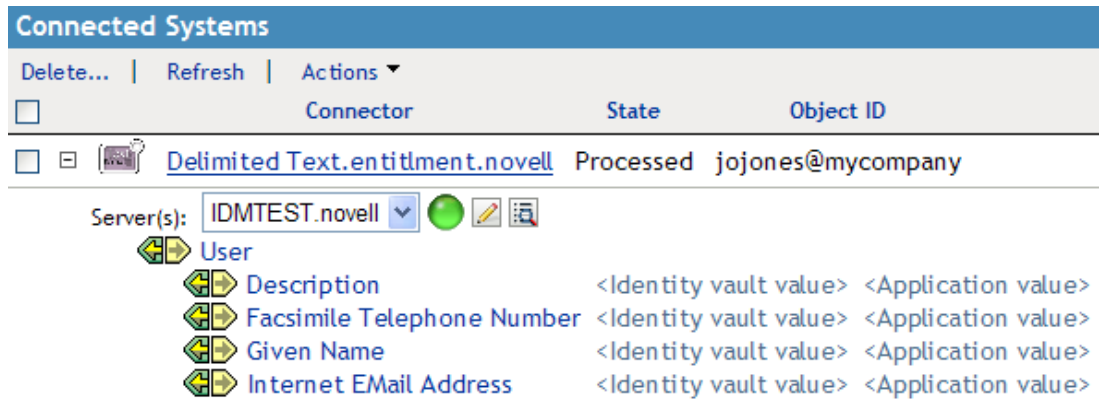 Connected Systems
Delete... | Refresh | Actions
Connector State Object ID
Delimited Text.entitlment.novell Processed jojones@mycompany
Server(s): IDMTEST.novell
User
Description <Identity vault value> <Application value>
Facsimile Telephone Number <Identity vault value> <Application value>
Given Name <Identity vault value> <Application value>
Internet EMail Address <Identity vault value> <Application value>